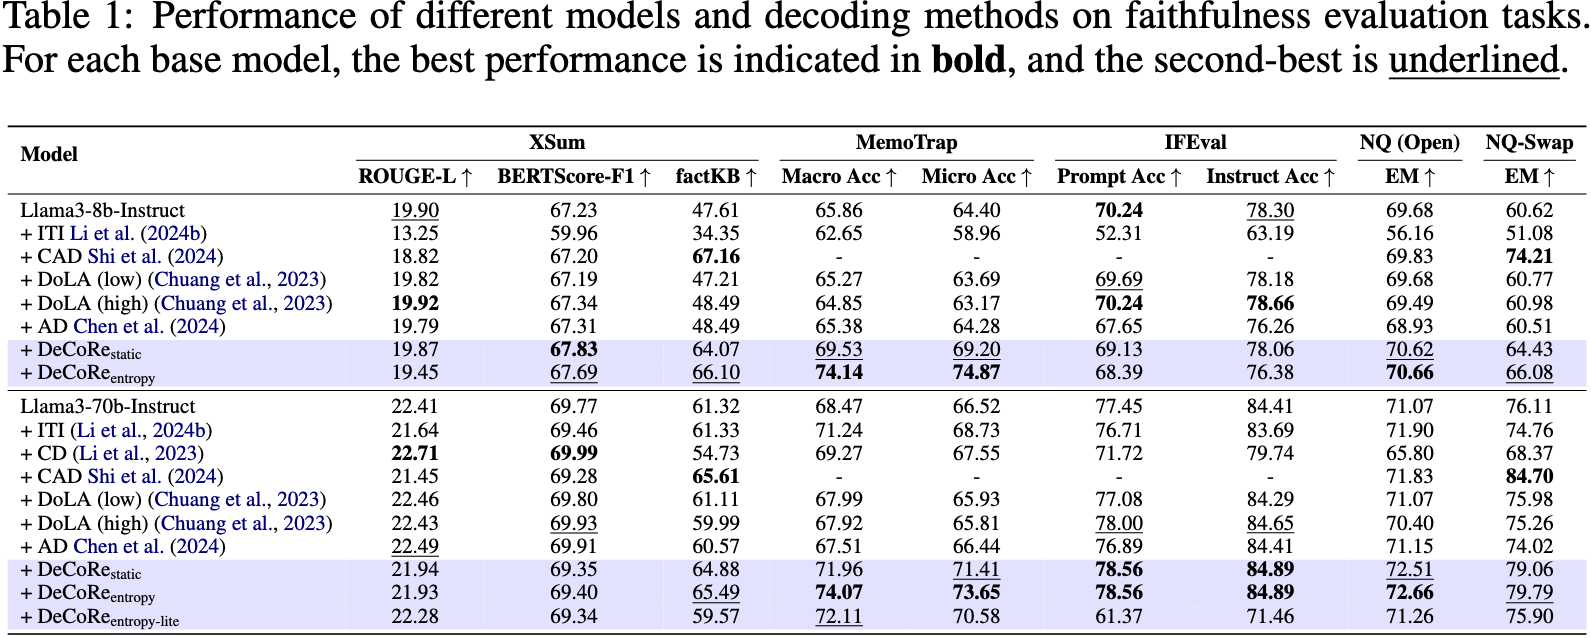 Table 1: Performance of different models and decoding methods on faithfulness evaluation tasks.
For each base model, the best performance is indicated in bold, and the second-best is underlined.
Model XSum MemoTrap IFEval NQ (Open) NQ-Swap
ROUGE-L ↑ BERTScore-F1 ↑ factKB ↑ Macro Acc ↑ Micro Acc ↑ Prompt Acc ↑ Instruct Acc ↑ EM ↑ EM ↑
Llama3-8b-Instruct 19.90 67.23 47.61 65.86 64.40 70.24 78.30 69.68 60.62
+ ITI Li et al. (2024b) 13.25 59.96 34.35 62.65 58.96 52.31 63.19 56.16 51.08
+ CAD Shi et al. (2024) 18.82 67.20 67.16 - - - - 69.83 74.21
+ DoLA (low) (Chuang et al., 2023) 19.82 67.19 47.21 65.27 63.69 69.69 78.18 69.68 60.77
+ DoLA (high) (Chuang et al., 2023) 19.92 67.34 48.49 64.85 63.17 70.24 78.66 69.49 60.98
+ AD Chen et al. (2024) 19.79 67.31 48.49 65.38 64.28 67.65 76.26 68.93 60.51
+ DeCoRe static 19.87 67.83 64.07 69.53 69.20 69.13 78.06 70.62 64.43
+ DeCoRe entropy 19.45 67.69 66.10 74.14 74.87 68.39 76.38 70.66 66.08
Llama3-70b-Instruct 22.41 69.77 61.32 68.47 66.52 77.45 84.41 71.07 76.11
+ ITI (Li et al., 2024b) 21.64 69.46 61.33 71.24 68.73 76.71 83.69 71.90 74.76
+ CD (Li et al., 2023) 22.71 69.99 54.73 69.27 67.55 71.72 79.74 65.80 68.37
+ CAD Shi et al. (2024) 21.45 69.28 65.61 - - - - 71.83 84.70
+ DoLA (low) (Chuang et al., 2023) 22.46 69.80 61.11 67.99 65.93 77.08 84.29 71.07 75.98
+ DoLA (high) (Chuang et al., 2023) 22.43 69.93 59.99 67.92 65.81 78.00 84.65 70.40 75.26
+ AD Chen et al. (2024) 22.49 69.91 60.57 67.51 66.44 76.89 84.41 71.15 74.02
+ DeCoRe static 21.94 69.35 64.88 71.96 71.41 78.56 84.89 72.51 79.06
+ DeCoRe entropy 21.93 69.40 65.49 74.07 73.65 78.56 84.89 72.66 79.79
+ DeCoRe entropy-lite 22.28 69.34 59.57 72.11 70.58 61.37 71.46 71.26 75.90